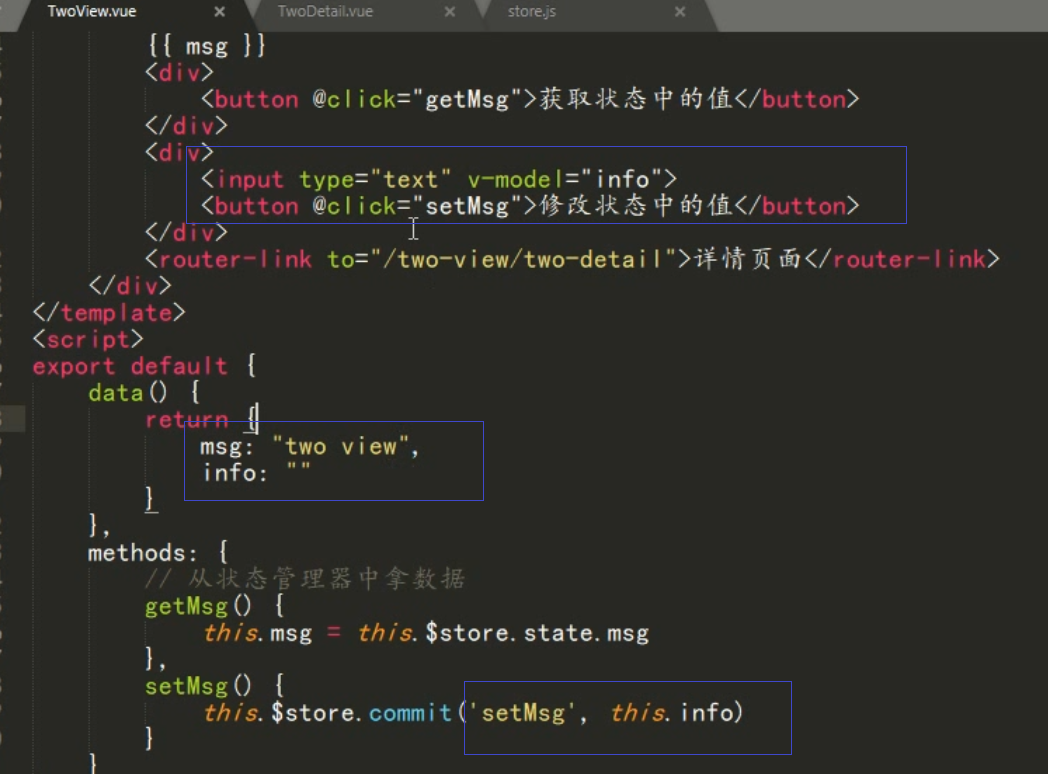 TwoView.vue × TwoDetail.vue × store.js ×
{{ msg }}
<div>
<button @click="getMsg">获取状态中的值</button>
</div>
<div>
<input type="text" v-model="info">
<button @click="setMsg">修改状态中的值</button>
</div>
<router-link to="/two-view/two-detail">详情页面</router-link>
</div>
</template>
<script>
export default {
data() {
return {
msg: "two view",
info: ""
}
},
methods: {
// 从状态管理器中拿数据
getMsg() {
this.msg = this.$store.state.msg
},
setMsg() {
this.$store.commit('setMsg', this.info)
}
}